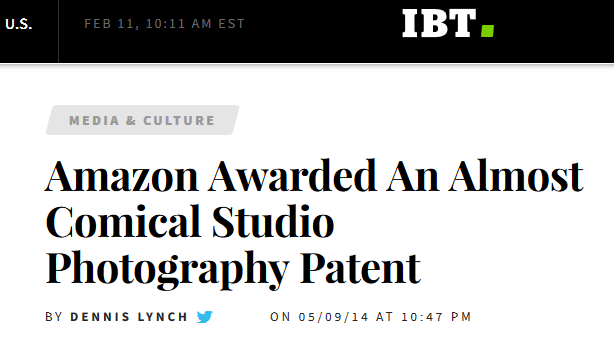 U.S. FEB 11, 10:11 AM EST IBT.
MEDIA & CULTURE
Amazon Awarded An Almost
Comical Studio
Photography Patent
BY DENNIS LYNCH ON 05/09/14 AT 10:47 PM